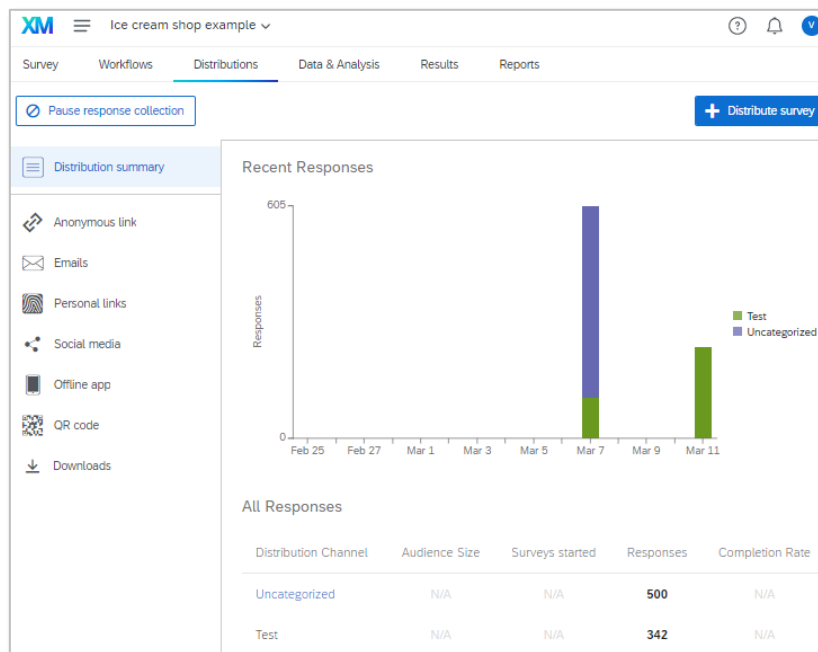 XM Ice cream shop example V
Survey Workflows Distributions Data & Analysis Results Reports
Pause response collection Distribute survey
Distribution summary
Anonymous link
Emails
Personal links
Social media
Offline app
QR code
Downloads
Recent Responses
605
Responses
0
Feb 25 Feb 27 Mar 1 Mar 3 Mar 5 Mar 7 Mar 9 Mar 11
Test
Uncategorized
All Responses
Distribution Channel Audience Size Surveys started Responses Completion Rate
Uncategorized N/A N/A 500 N/A
Test N/A N/A 342 N/A